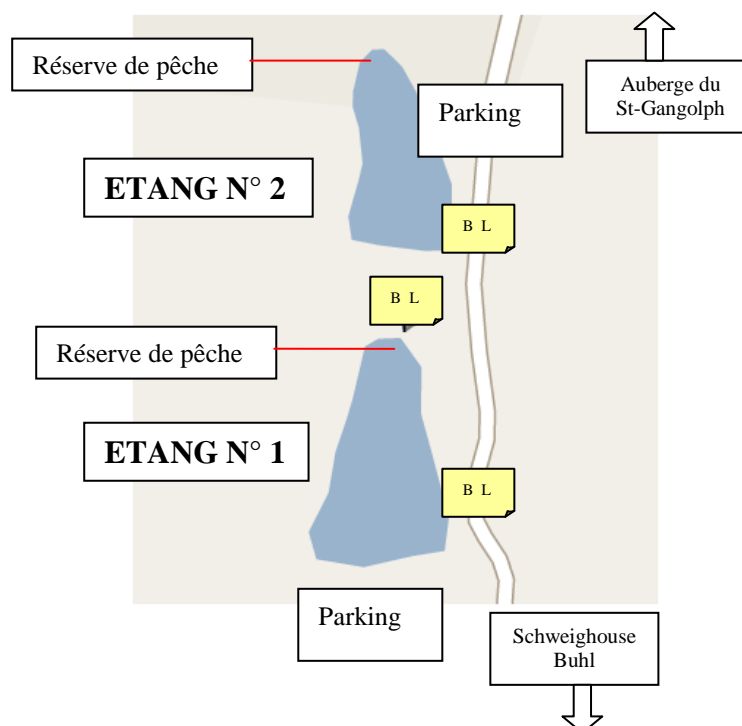 Réserve de pêche
Parking
Auberge du
St-Gangolph
ETANG N° 2
B L
B L
Réserve de pêche
ETANG N° 1
B L
Parking
Schweighouse
Buhl